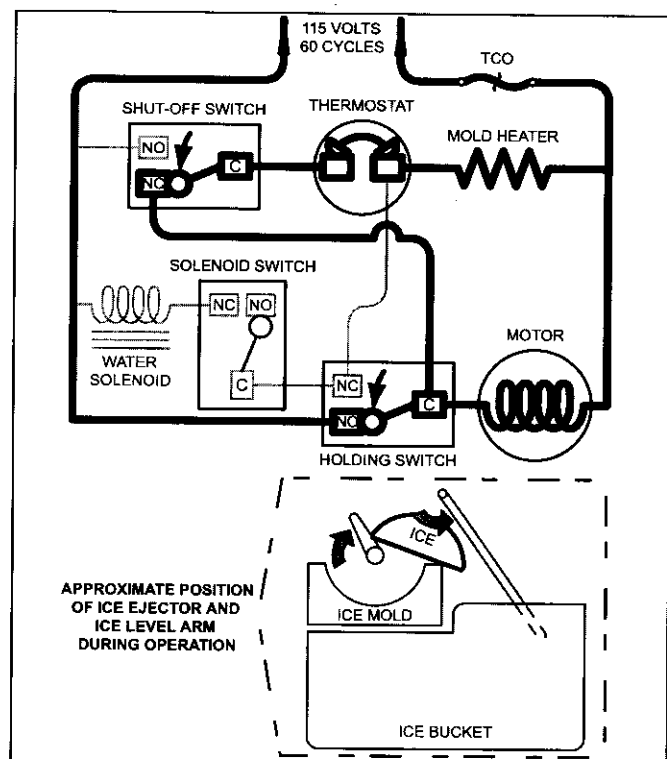 115 VOLTS
60 CYCLES
TCO
SHUT-OFF SWITCH
THERMOSTAT
MOLD HEATER
NO
C
NC
SOLENOID SWITCH
NC
NO
WATER
SOLENOID
C
MOTOR
NC
C
NO
HOLDING SWITCH
ICE
APPROXIMATE POSITION
OF ICE EJECTOR AND
ICE LEVEL ARM
DURING OPERATION
ICE MOLD
ICE BUCKET